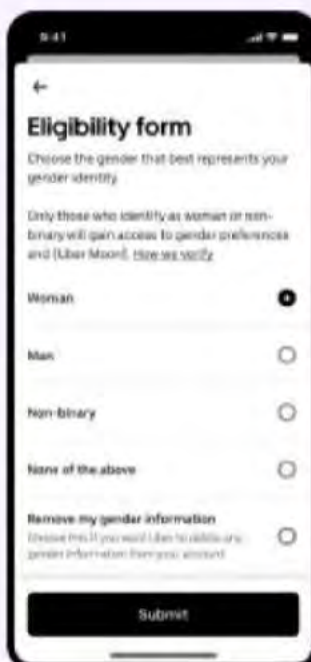 9:41
Eligibility form
Choose the gender that best represents your
gender identity.
Only those who identify as woman or non-
binary will gain access to gender preferences
and [Uber Moon]. How we verify
Woman
Man
Non-binary
None of the above
Remove my gender information
Choose this if you would like to delete any
gender information from your account
Submit